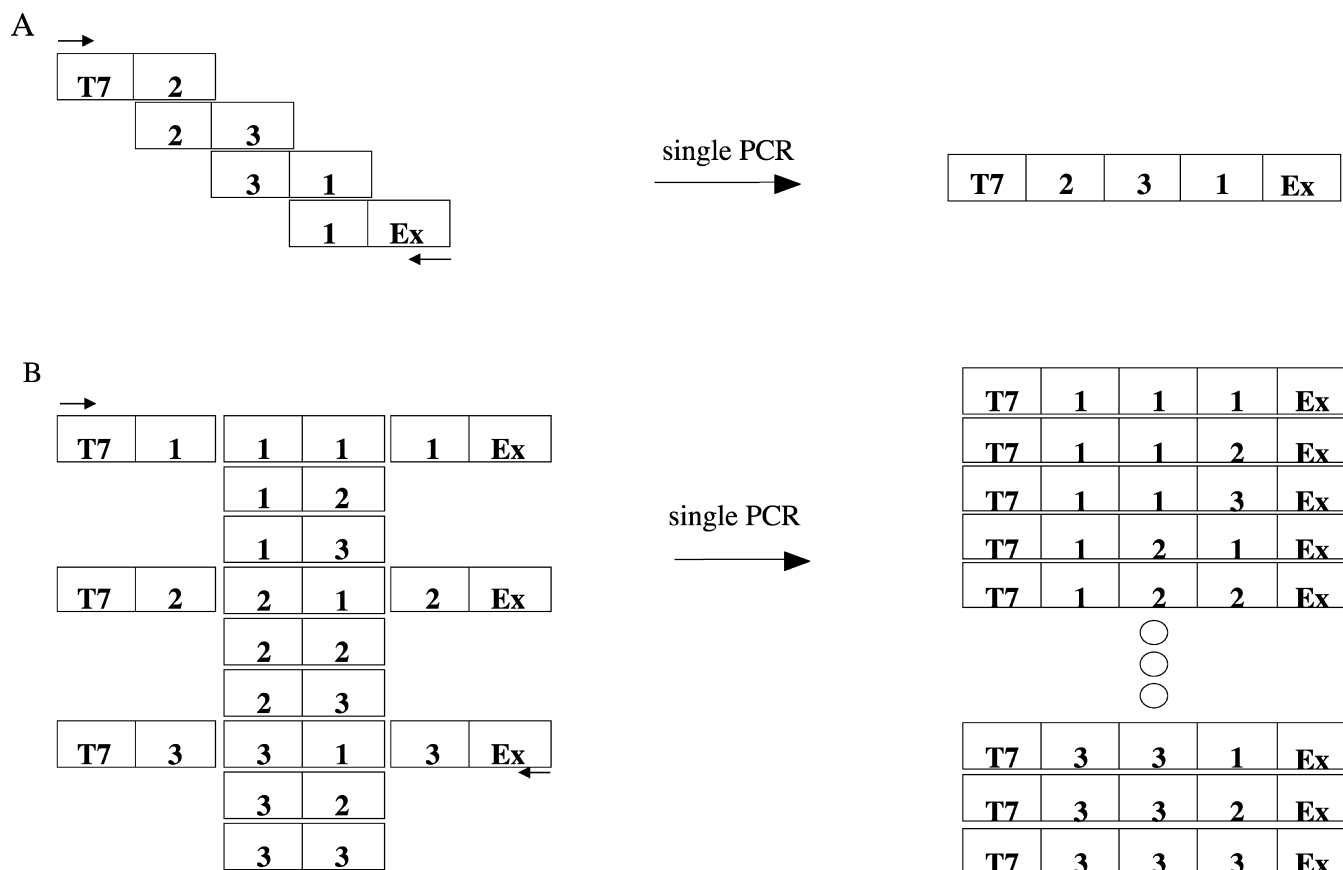 A
T7 2
2 3
3 1
1 Ex
single PCR
T7 2 3 1 Ex
B
T7 1 1 1 1 Ex
1 2
1 3
T7 2 2 1 2 Ex
2 2
2 3
T7 3 3 1 3 Ex
3 2
3 3
single PCR
T7 1 1 1 Ex
T7 1 1 2 Ex
T7 1 1 3 Ex
T7 1 2 1 Ex
T7 1 2 2 Ex
T7 3 3 1 Ex
T7 3 3 2 Ex
T7 3 3 3 Ex